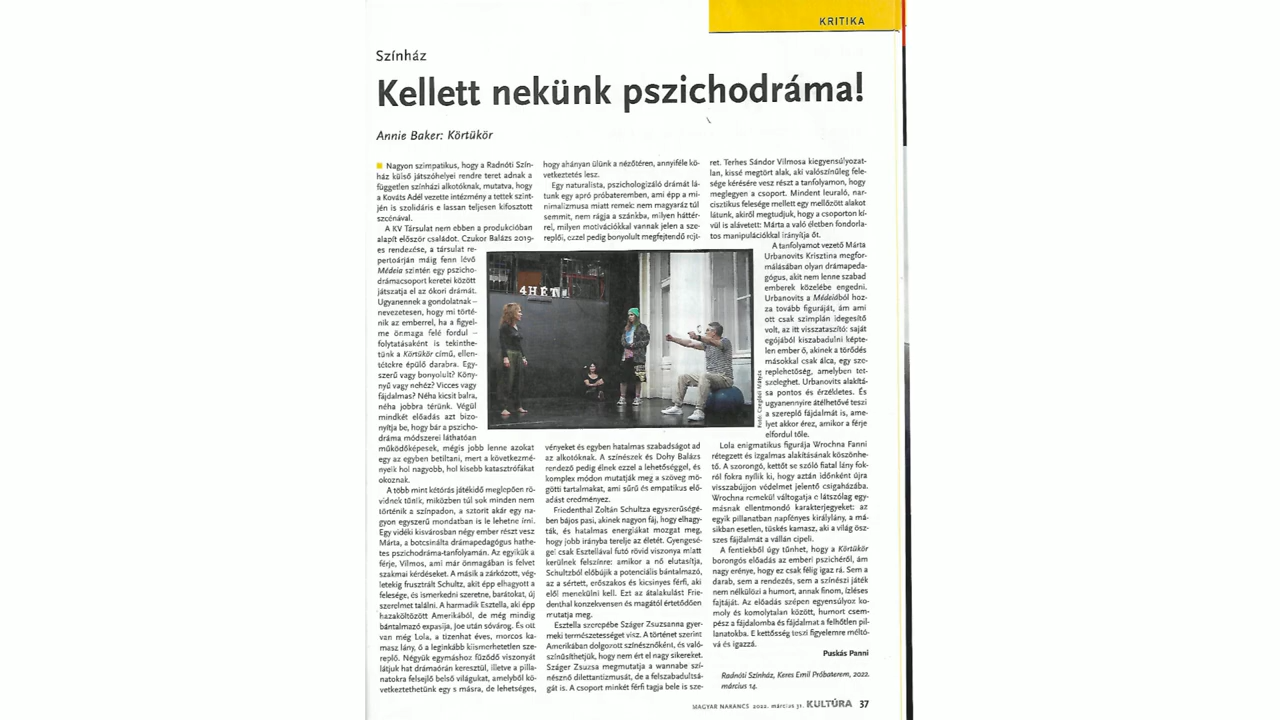 KRITIKA
Színház
Kellett nekünk pszichodráma!
Annie Baker: Körtükör
Nagyon szimpatikus, hogy a Radnóti Szín-
ház külső játszóhelyei rendre teret adnak a
független színházi alkotóknak, mutatva, hogy
a Kováts Adél vezette intézmény a tettek szint-
jén is szolidáris e lassan teljesen kifosztott
szcénával.
A KV Társulat nem ebben a produkcióban
alapít először családot. Czukor Balázs 2019-
es rendezése, a társulat re-
pertoárján máig fenn lévő
Médeia szintén egy pszicho-
drámacsoport keretei között
játszatja el az ókori drámát.
Ugyanennek a gondolatnak –
nevezetesen, hogy mi törté-
nik az emberrel, ha a figyel-
me önmaga felé fordul –
folytatásaként is tekinthe-
tünk a Körtükör című, ellen-
tétekre épülő darabra. Egy-
szerű vagy bonyolult? Köny-
nyű vagy nehéz? Vicces vagy
fájdalmas? Néha kicsit balra,
néha jobbra térünk. Végül
mindkét előadás azt bizo-
nyítja be, hogy bár a pszicho-
dráma módszerei láthatóan
működőképesek, mégis jobb lenne azokat
egy az egyben betiltani, mert a következmé-
nyeik hol nagyobb, hol kisebb katasztrófákat
okoznak.
A több mint kétórás játékidő meglepően rö-
vidnek tűnik, miközben túl sok minden nem
történik a színpadon, a sztorit akár egy na-
gyon egyszerű mondatban is le lehetne írni.
Egy vidéki kisvárosban négy ember részt vesz
Márta, a botcsinálta drámapedagógus hathe-
tes pszichodráma-tanfolyamán. Az egyikük a
férje, Vilmos, ami már önmagában is felvet
szakmai kérdéseket. A másik a zárkózott, vég-
letekig frusztrált Schultz, akit épp elhagyott a
felesége, és ismerkedni szeretne, barátokat, új
szerelmet találni. A harmadik Esztella, aki épp
hazaköltözött Amerikából, de még mindig
bántalmazó expasija, Joe után sóvárog. És ott
van még Lola, a tizenhat éves, morcos ka-
masz lány, ő a leginkább kiismerhetetlen sze-
replő. Négyük egymáshoz fűződő viszonyát
látjuk hat drámaórán keresztül, illetve a pilla-
natokra felsejlő belső világukat, amelyből kö-
vetkeztethetünk egy s másra, de lehetséges,
hogy ahányan ülünk a nézőtéren, annyiféle kö-
vetkeztetés lesz.
Egy naturalista, pszichologizáló drámát lá-
tunk egy apró próbateremben, ami épp a mi-
nimalizmusa miatt remek: nem magyaráz túl
semmit, nem rágja a szánkba, milyen háttér-
rel, milyen motivációkkal vannak jelen a sze-
replői, ezzel pedig bonyolult megfejtendő rejt-
4HÉT
Fotó: Czeglédi Mátyás
vényeket és egyben hatalmas szabadságot ad
az alkotóknak. A színészek és Dohy Balázs
rendező pedig élnek ezzel a lehetőséggel, és
komplex módon mutatják meg a szöveg mö-
götti tartalmakat, ami sűrű és empatikus elő-
adást eredményez.
Friedenthal Zoltán Schultza egyszerűségé-
ben bájos pasi, akinek nagyon fáj, hogy elhagy-
ták, és hatalmas energiákat mozgat meg,
hogy jobb irányba terelje az életét. Gyengesé-
gei csak Esztellával futó rövid viszonya miatt
kerülnek felszínre: amikor a nő elutasítja,
Schultzból előbújik a potenciális bántalmazó,
az a sértett, erőszakos és kicsinyes férfi, aki
elől menekülni kell. Ezt az átalakulást Frie-
denthal konzekvensen és magától értetődően
mutatja meg.
Esztella szerepébe Száger Zsuzsanna gyer-
meki természetességet visz. A történet szerint
Amerikában dolgozott színésznőként, és való-
színűsíthetjük, hogy nem ért el nagy sikereket.
Száger Zsuzsa megmutatja a wannabe szí-
nésznő dilettantizmusát, de a felszabadultsá-
gát is. A csoport minkét férfi tagja bele is sze-
ret. Terhes Sándor Vilmosa kiegyensúlyozat-
lan, kissé megtört alak, aki valószínűleg fele-
sége kérésére vesz részt a tanfolyamon, hogy
meglegyen a csoport. Mindent leuraló, nar-
cisztikus felesége mellett egy mellőzött alakot
látunk, akiről megtudjuk, hogy a csoporton kí-
vül is alávetett: Márta a való életben fondorla-
tos manipulációkkal irányítja őt.
A tanfolyamot vezető Márta
Urbanovits Krisztina megfor-
málásában olyan drámapeda-
gógus, akit nem lenne szabad
emberek közelébe engedni.
Urbanovits a Médeiából hoz-
za tovább figuráját, ám ami
ott csak szimplán idegesítő
volt, az itt visszataszító: saját
egójából kiszabadulni képte-
len ember ő, akinek a törődés
másokkal csak álca, egy sze-
replehetőség, amelyben tet-
szeleghet. Urbanovits alakítá-
sa pontos és érzékletes. És
ugyanennyire átélhetővé teszi
a szereplő fájdalmát is, ame-
lyet akkor érez, amikor a férje
elfordul tőle.
Lola enigmatikus figurája Wrochna Fanni
rétegzett és izgalmas alakításának köszönhe-
tő. A szorongó, kettőt se szóló fiatal lány fok-
ról fokra nyílik ki, hogy aztán időnként újra
visszabújjon védelmet jelentő csigaházába.
Wrochna remekül váltogatja e látszólag egy-
másnak ellentmondó karakterjegyeket: az
egyik pillanatban napfényes királylány, a má-
sikban esetlen, tüskés kamasz, aki a világ ösz-
szes fájdalmát a vállán cipeli.
A fentiekből úgy tűnhet, hogy a Körtükör
borongós előadás az emberi pszichéről, ám
nagy erénye, hogy ez csak félig igaz rá. Sem a
darab, sem a rendezés, sem a színészi játék
nem nélkülözi a humort, annak finom, ízléses
fajtáját. Az előadás szépen egyensúlyoz ko-
moly és komolytalan között, humort csem-
pész a fájdalomba és fájdalmat a felhőtlen pil-
lanatokba. E kettősség teszi figyelemre méltó-
vá és igazzá.
Puskás Panni
Radnóti Színház, Keres Emil Próbaterem, 2022.
március 14.
MAGYAR NARANCS 2022. március 31. KULTÚRA 37